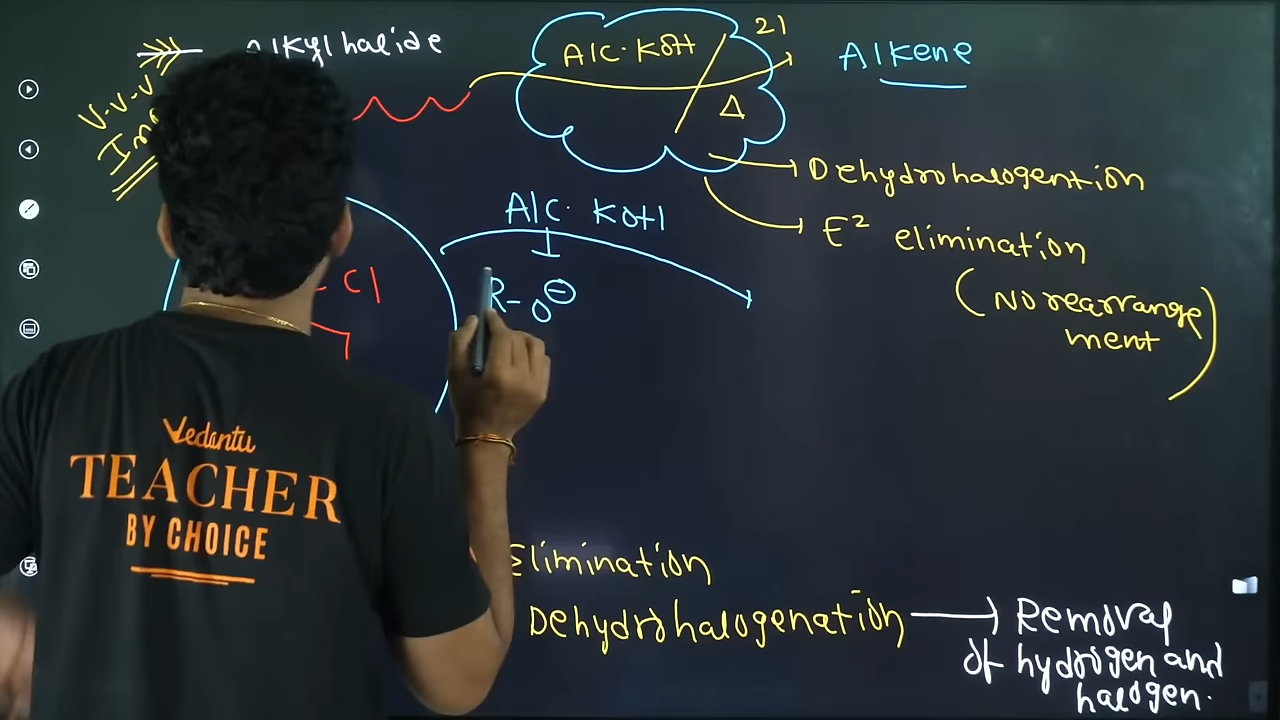 Alkyl halide
Alc. KOH
21
Δ
Alkene
V.V.V
Dehydrohalogention
E² elimination
(No rearrange
ment)
Alc. KOH
R-O⊖
Cl
Vedantu
TEACHER
BY CHOICE
Elimination
Dehydrohalogenation → Removal
of hydrogen and
halogen.